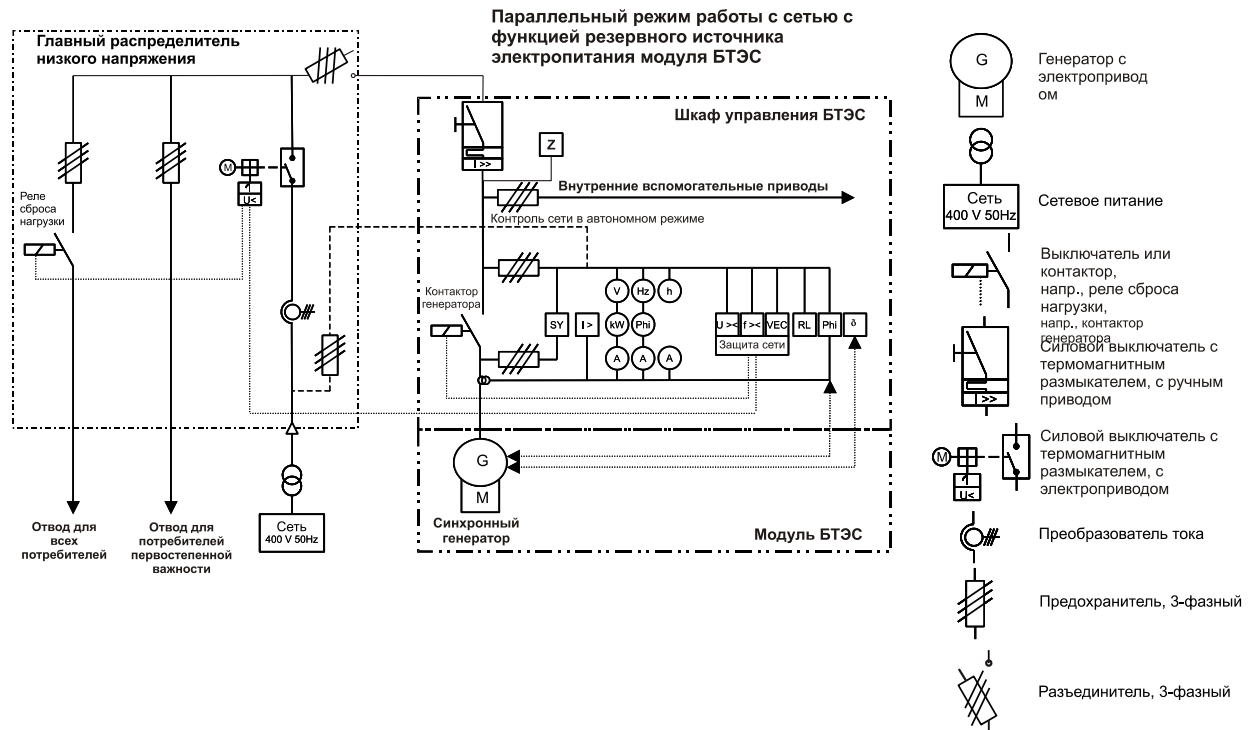 Параллельный режим работы с сетью с
функцией резервного источника
электропитания модуля БТЭС
Главный распределитель
низкого напряжения
Шкаф управления БТЭС
I >>
Z
Внутренние вспомогательные приводы
Контроль сети в автономном режиме
M
U<
Реле
сброса
нагрузки
Контактор
генератора
V
Hz
h
SY
I >
kW
Phi
U ><
f ><
VEC
RL
Phi
δ
Защита сети
A
A
A
G
M
Синхронный
генератор
Модуль БТЭС
Сеть
400 V 50Hz
Отвод для
всех
потребителей
Отвод для
потребителей
первостепенной
важности
G
M
Генератор с
электропривод
ом
Сеть
400 V 50Hz
Сетевое питание
Выключатель или
контактор,
напр., реле сброса
нагрузки,
напр., контактор
генератора
I >>
Силовой выключатель с
термомагнитным
размыкателем, с ручным
приводом
M
U<
Силовой выключатель с
термомагнитным
размыкателем, с
электроприводом
Преобразователь тока
Предохранитель, 3-фазный
Разъединитель, 3-фазный